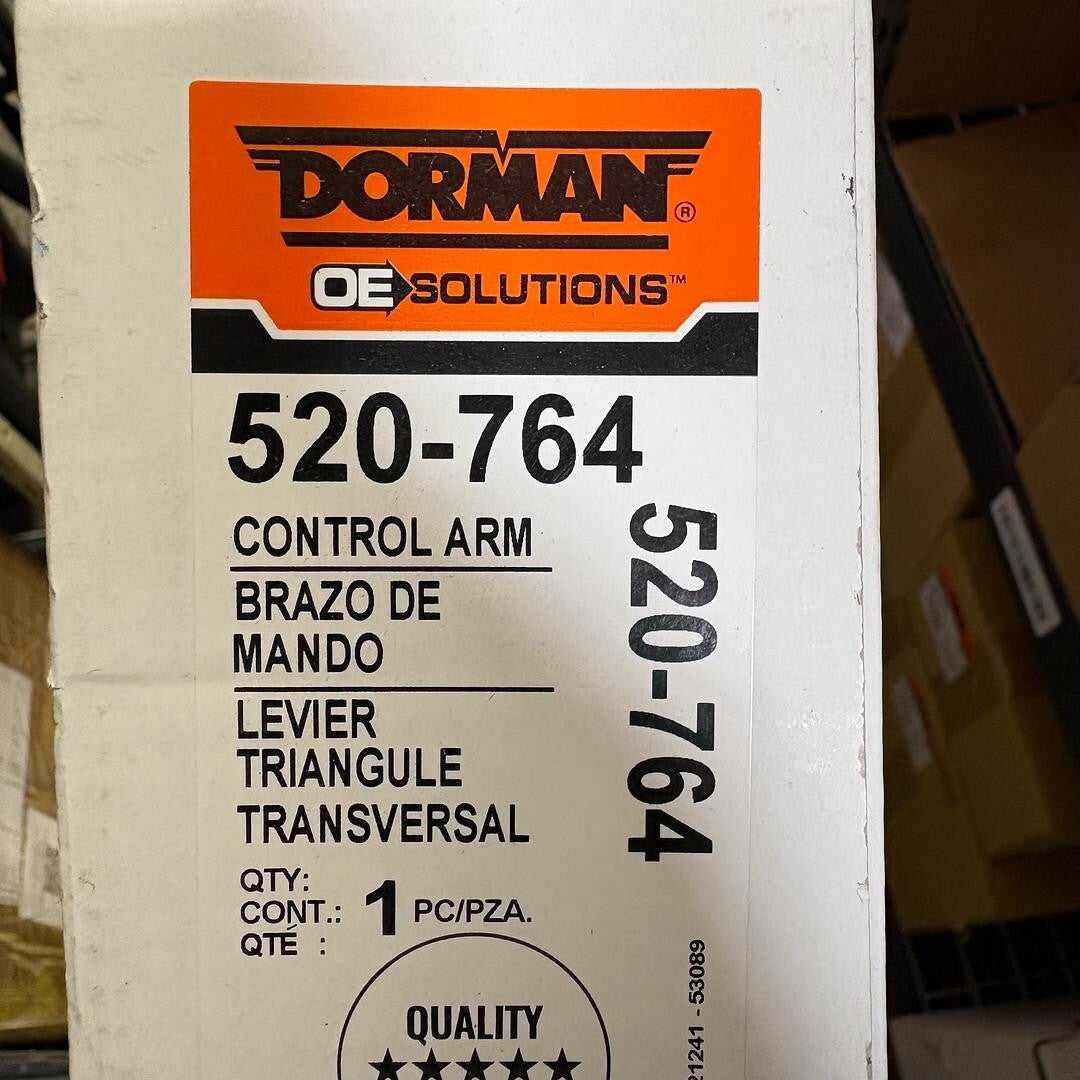 DORMAN®
OE SOLUTIONS™
520-764
CONTROL ARM
BRAZO DE
MANDO
LEVIER
TRIANGULE
TRANSVERSAL
520-764
QTY:
CONT.: 1 PC/PZA.
QTÉ :
QUALITY
★★★★★
21241 - 53089